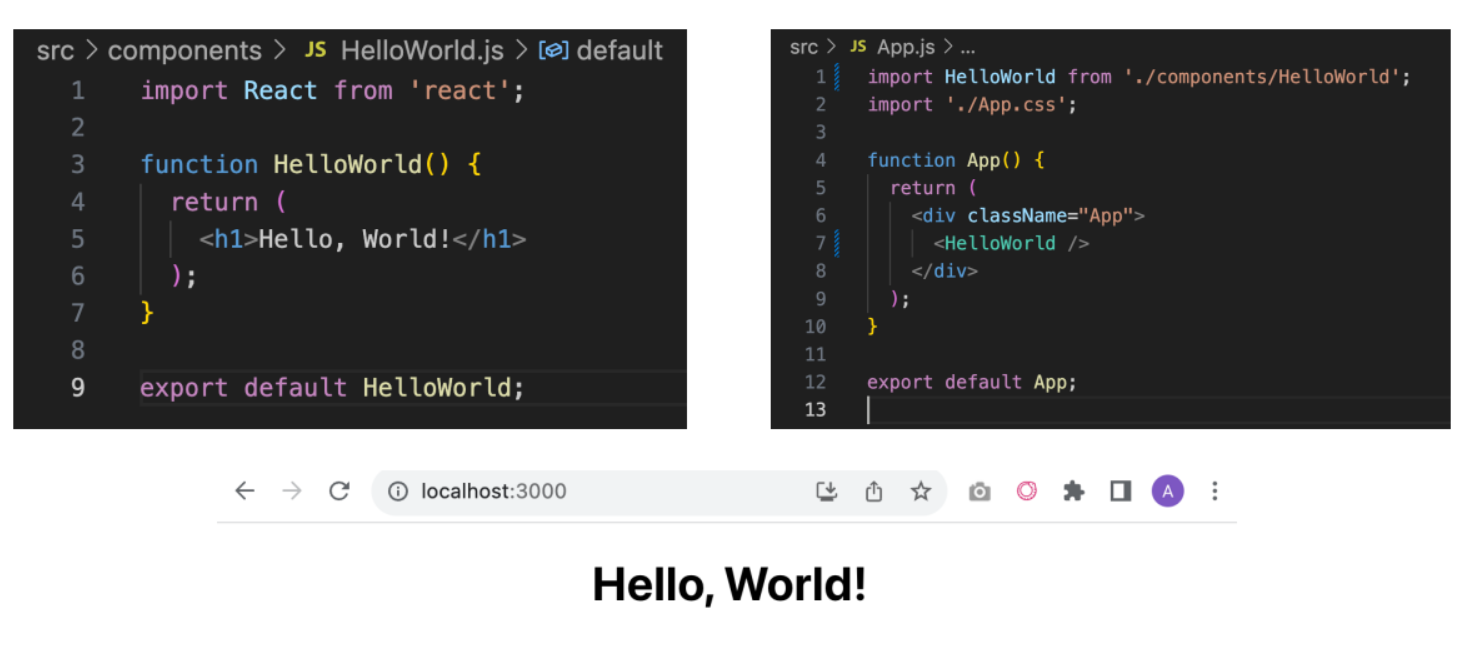 src > components > JS HelloWorld.js > default
1 import React from 'react';
2
3 function HelloWorld() {
4 return (
5 <h1>Hello, World!</h1>
6 );
7 }
8
9 export default HelloWorld;
src > JS App.js > ...
1 import HelloWorld from './components/HelloWorld';
2 import './App.css';
3
4 function App() {
5 return (
6 <div className="App">
7 <HelloWorld />
8 </div>
9 );
10 }
11
12 export default App;
13
localhost:3000
A
Hello, World!